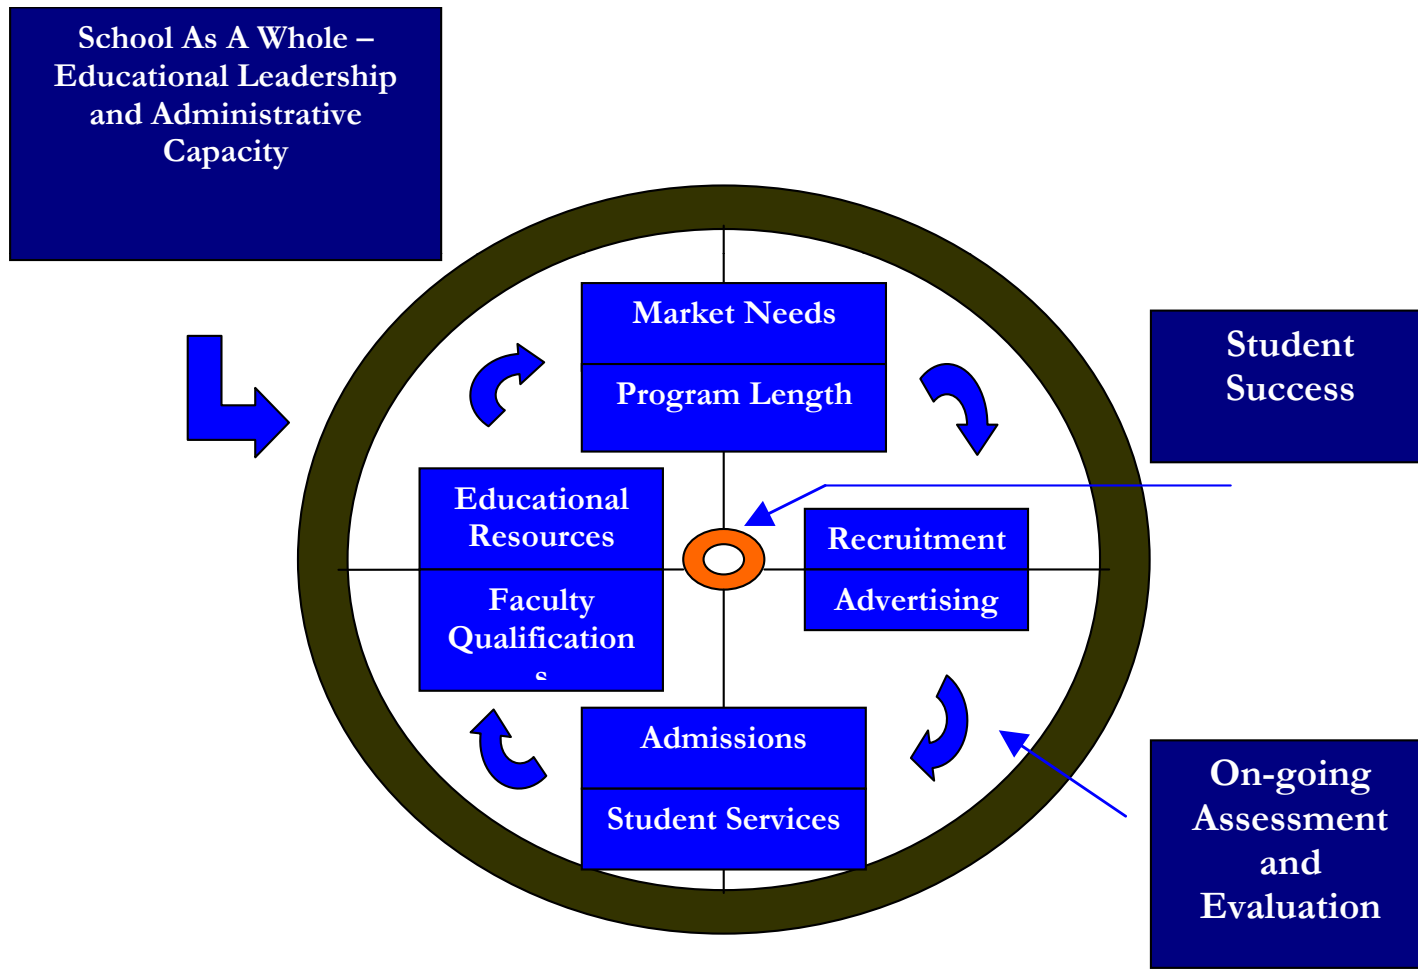 School As A Whole –
Educational Leadership
and Administrative
Capacity
Market Needs
Program Length
Student
Success
Educational
Resources
Faculty
Qualification
s
Recruitment
Advertising
Admissions
Student Services
On-going
Assessment
and
Evaluation